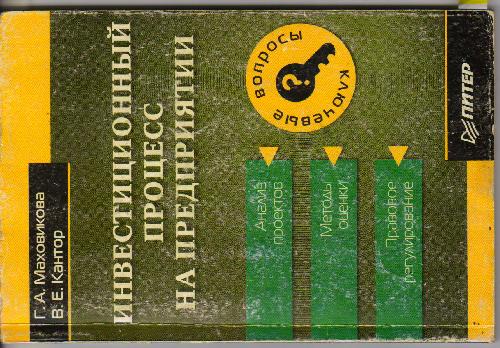 Г. А. Маховикова
В. Е. Кантор
ИНВЕСТИЦИОННЫЙ
ПРОЦЕСС
НА ПРЕДПРИЯТИИ
КЛЮЧЕВЫЕ ВОПРОСЫ
?
Анализ
проектов
Методы
оценки
Правовое
регулирование
ПИТЕР